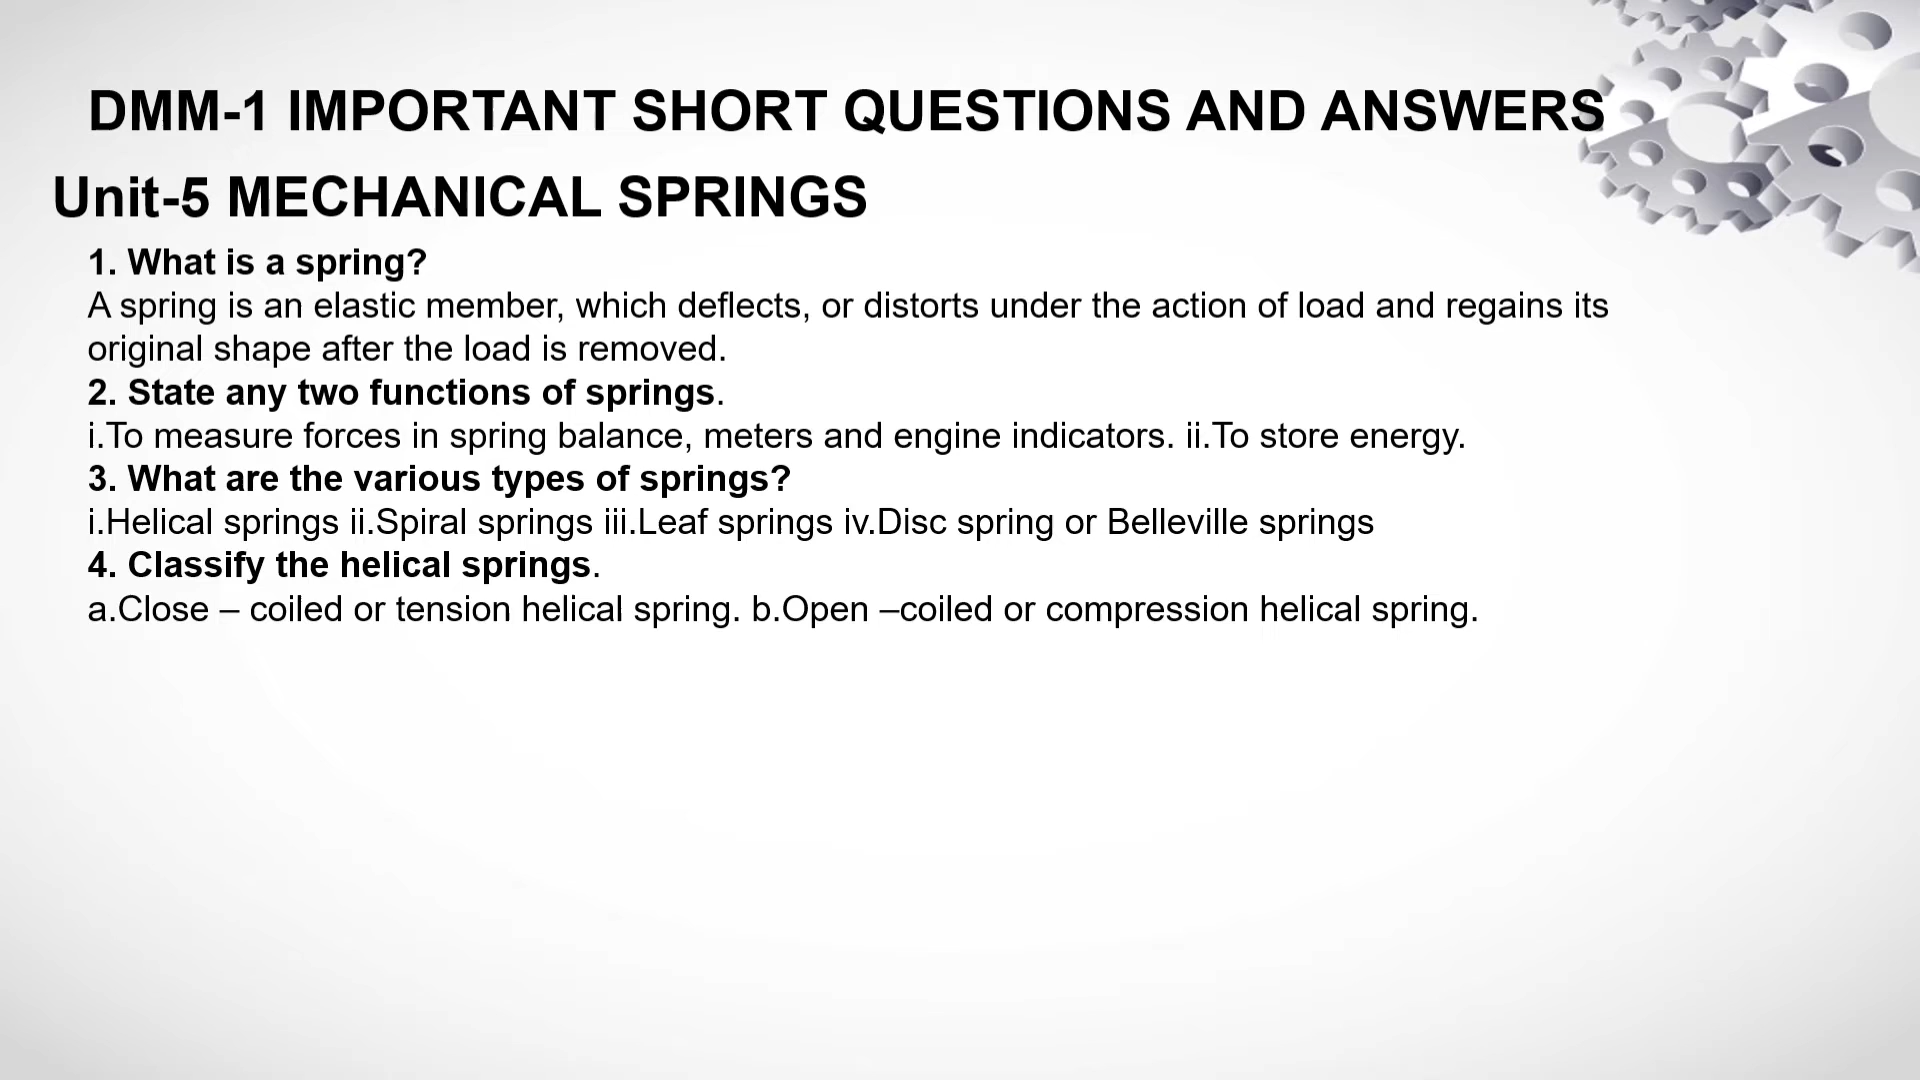 DMM-1 IMPORTANT SHORT QUESTIONS AND ANSWERS
Unit-5 MECHANICAL SPRINGS
1. What is a spring?
A spring is an elastic member, which deflects, or distorts under the action of load and regains its
original shape after the load is removed.
2. State any two functions of springs.
i.To measure forces in spring balance, meters and engine indicators. ii.To store energy.
3. What are the various types of springs?
i.Helical springs ii.Spiral springs iii.Leaf springs iv.Disc spring or Belleville springs
4. Classify the helical springs.
a.Close – coiled or tension helical spring. b.Open –coiled or compression helical spring.